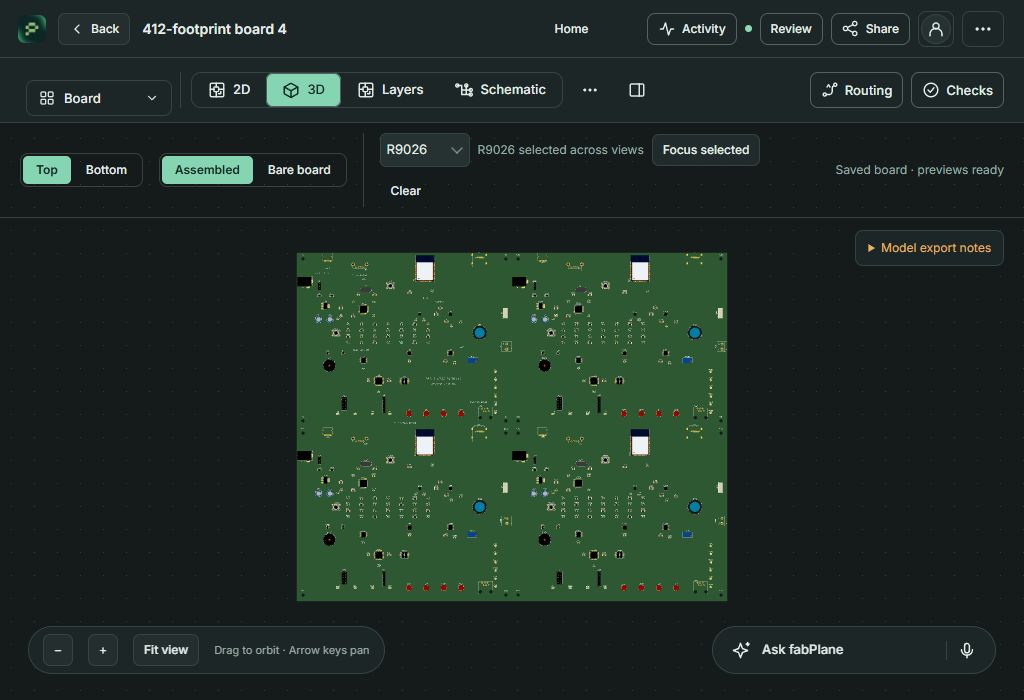 Back
412-footprint board 4
Home
Activity
Review
Share
Board
2D
3D
Layers
Schematic
Routing
Checks
Top
Bottom
Assembled
Bare board
R9026
R9026 selected across views
Focus selected
Clear
Saved board · previews ready
Model export notes
−
+
Fit view
Drag to orbit · Arrow keys pan
Ask fabPlane